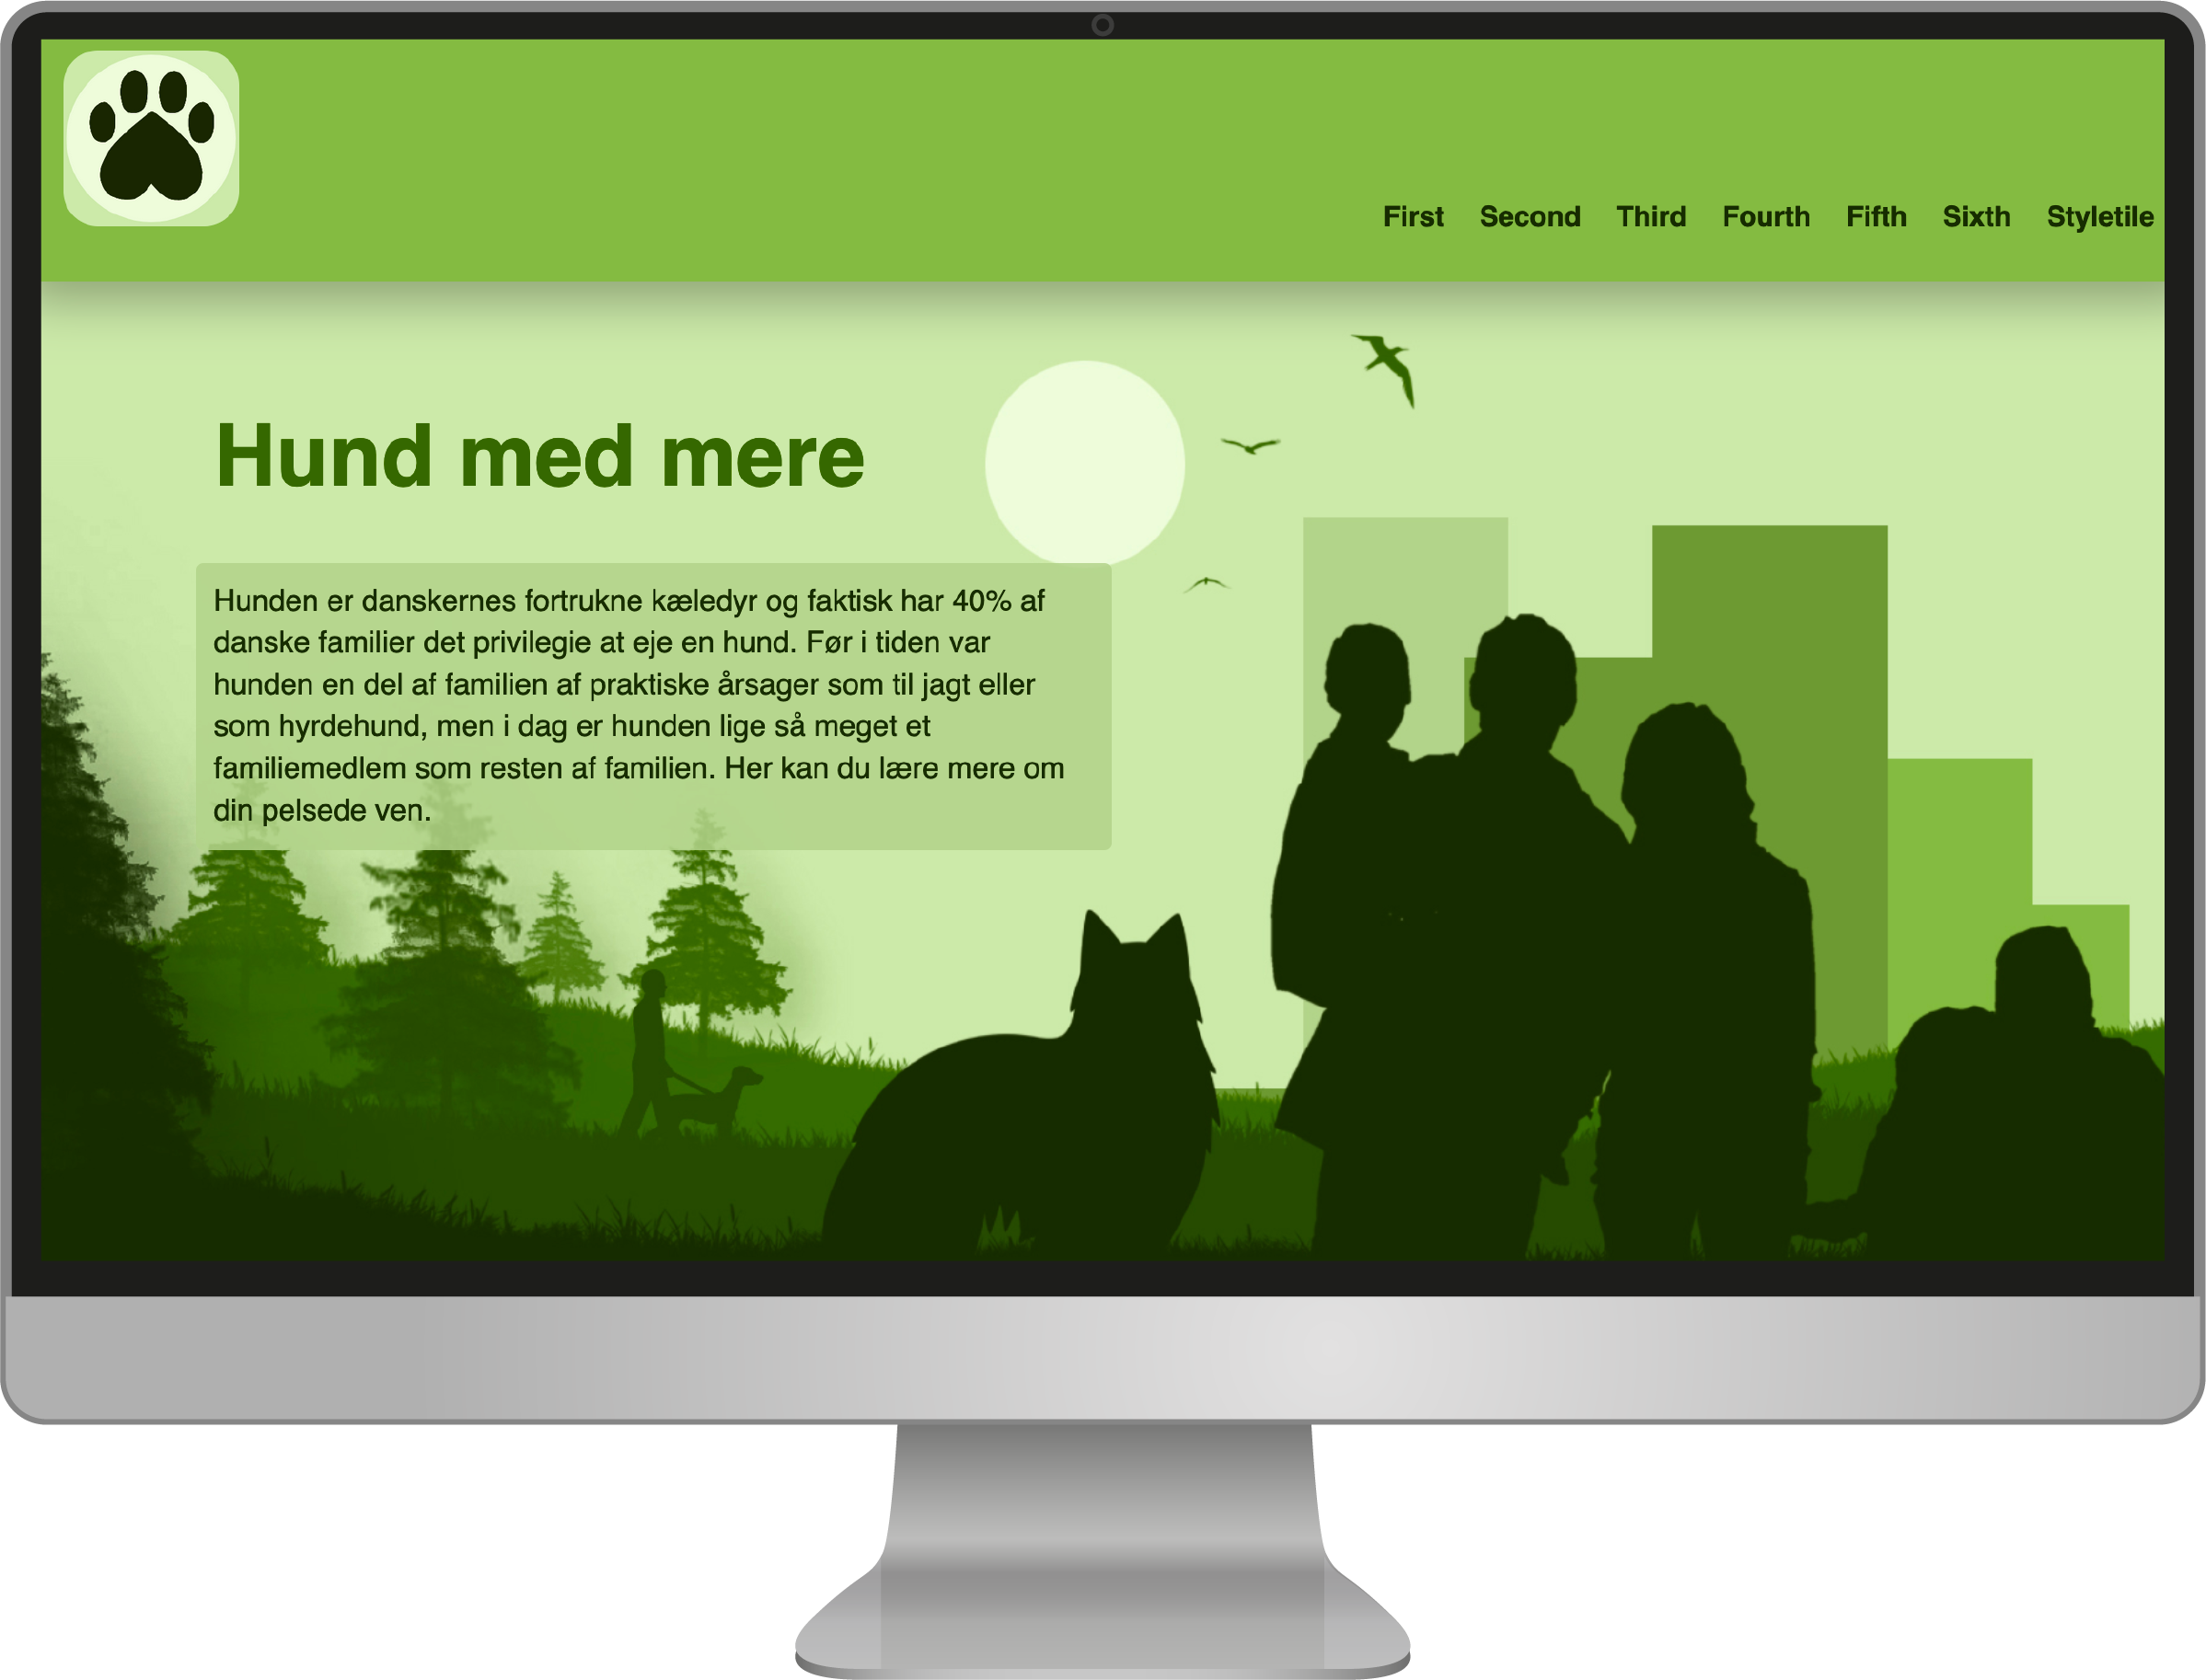 First Second Third Fourth Fifth Sixth Styletile
Hund med mere
Hunden er danskernes fortrukne kæledyr og faktisk har 40% af
danske familier det privilegie at eje en hund. Før i tiden var
hunden en del af familien af praktiske årsager som til jagt eller
som hyrdehund, men i dag er hunden lige så meget et
familiemedlem som resten af familien. Her kan du lære mere om
din pelsede ven.